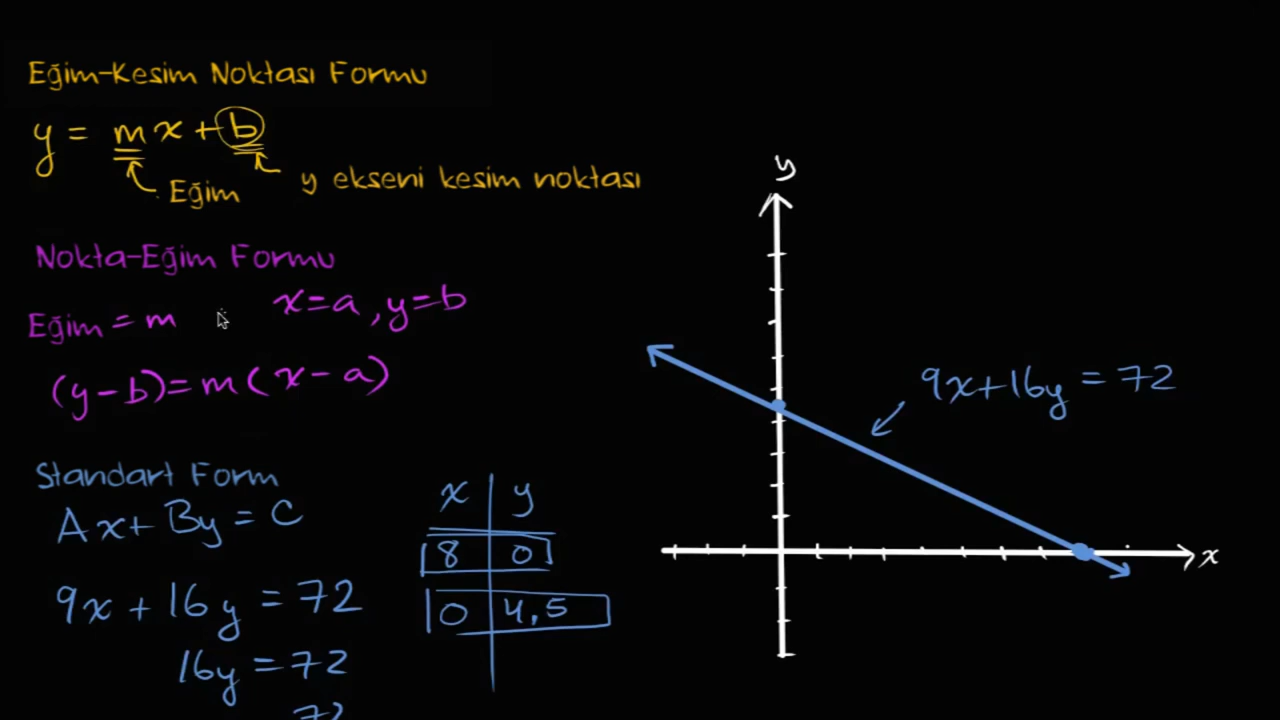 Eğim-Kesim Noktası Formu
y = mx + b
Eğim
y ekseni kesim noktası
Nokta-Eğim Formu
Eğim = m
x=a, y=b
(y-b)=m(x-a)
Standart Form
Ax+By=C
9x+16y=72
16y=72
72
x y
8 0
0 4,5
y
9x+16y=72
x